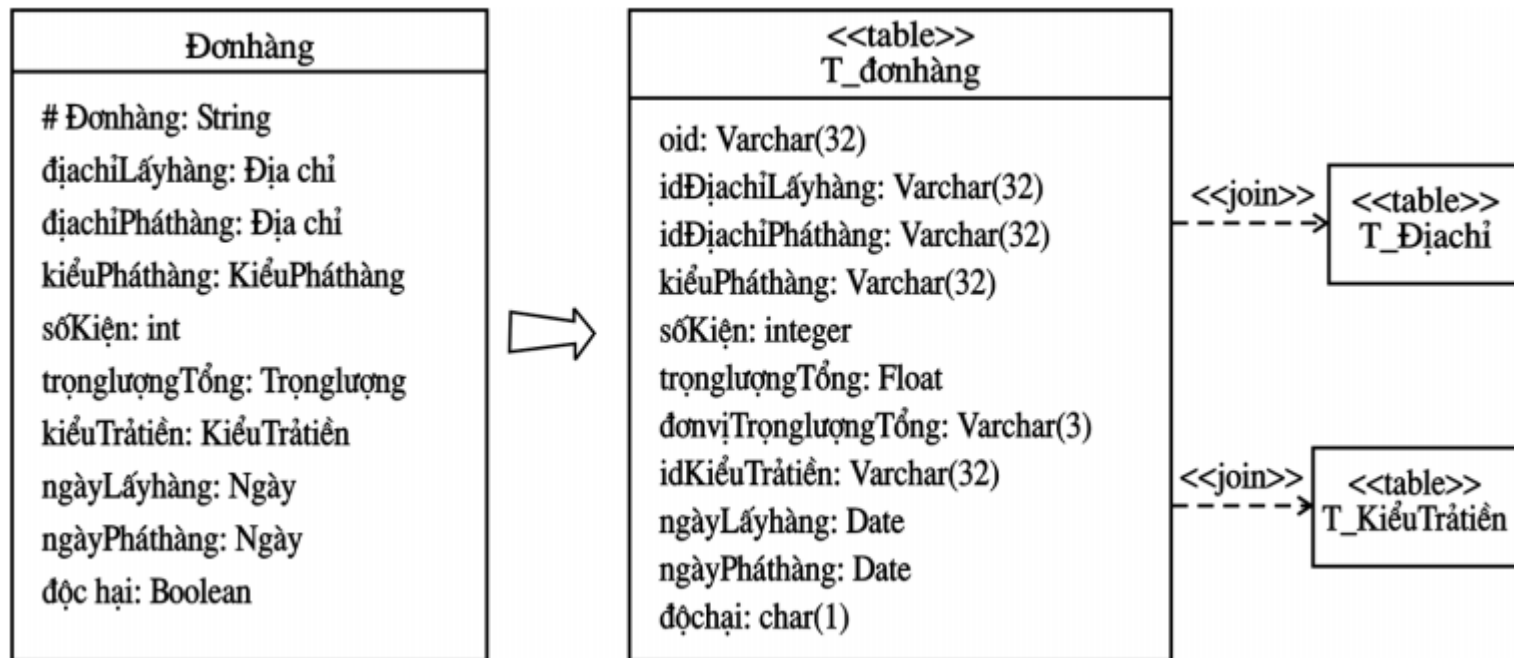 Đơnhàng
# Đơnhàng: String
địachỉLấyhàng: Địa chỉ
địachỉPháthàng: Địa chỉ
kiểuPháthàng: KiểuPháthàng
sốKiện: int
trọnglượngTổng: Trọnglượng
kiểuTrảtiền: KiểuTrảtiền
ngàyLấyhàng: Ngày
ngàyPháthàng: Ngày
độc hại: Boolean
<<table>>
T_đơnhàng
oid: Varchar(32)
idĐịachỉLấyhàng: Varchar(32)
idĐịachỉPháthàng: Varchar(32)
kiểuPháthàng: Varchar(32)
sốKiện: integer
trọnglượngTổng: Float
đơnvịTrọnglượngTổng: Varchar(3)
idKiểuTrảtiền: Varchar(32)
ngàyLấyhàng: Date
ngàyPháthàng: Date
độchại: char(1)
<<join>>
<<table>>
T_Địachỉ
<<join>>
<<table>>
T_KiểuTrảtiền